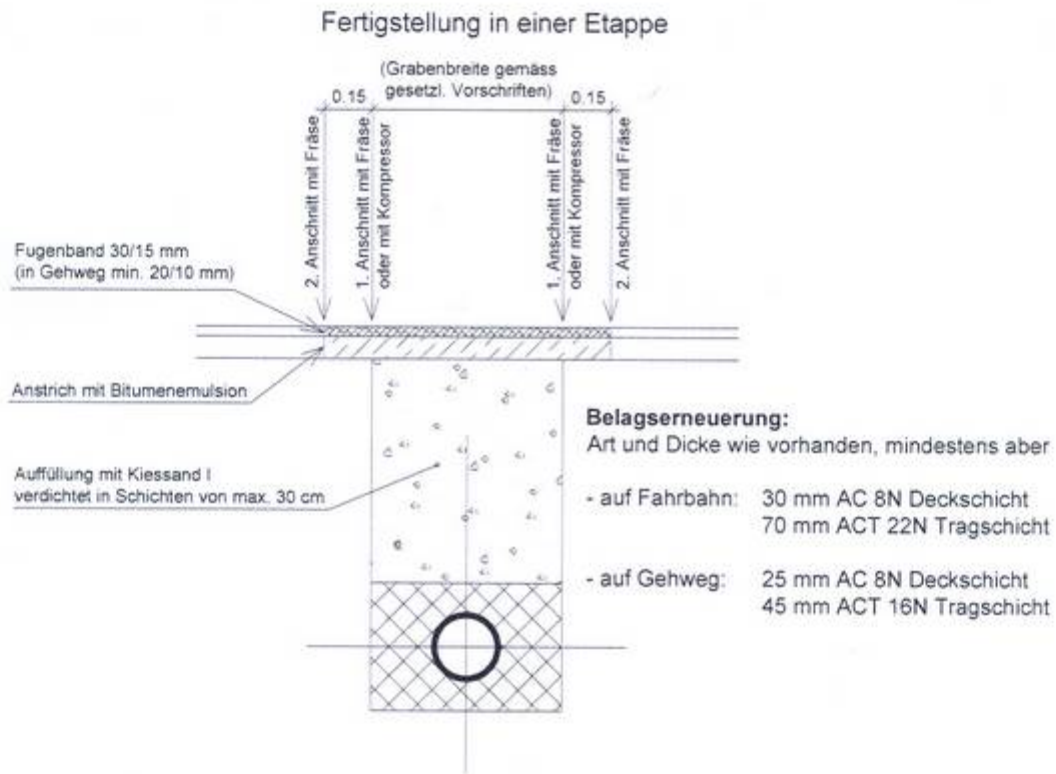 Fertigstellung in einer Etappe
(Grabenbreite gemäss
gesetzl. Vorschriften)
0.15
0.15
2. Anschnitt mit Fräse
1. Anschnitt mit Fräse
oder mit Kompressor
1. Anschnitt mit Fräse
oder mit Kompressor
2. Anschnitt mit Fräse
Fugenband 30/15 mm
(in Gehweg min. 20/10 mm)
Anstrich mit Bitumenemulsion
Auffüllung mit Kiessand I
verdichtet in Schichten von max. 30 cm
Belagserneuerung:
Art und Dicke wie vorhanden, mindestens aber
- auf Fahrbahn: 30 mm AC 8N Deckschicht
70 mm ACT 22N Tragschicht
- auf Gehweg: 25 mm AC 8N Deckschicht
45 mm ACT 16N Tragschicht